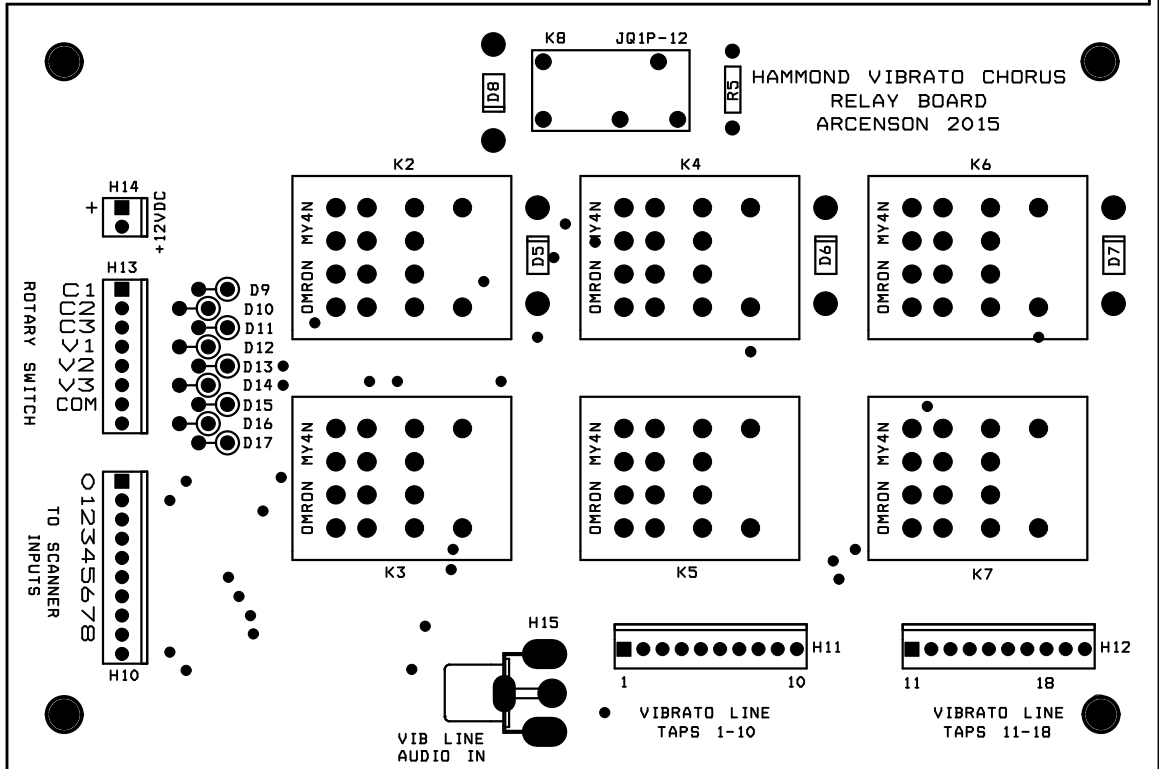 K8 JQ1P-12
D8
R5
HAMMOND VIBRATO CHORUS
RELAY BOARD
ARCENSON 2015
K2
K4
K6
H14
+
+12VDC
OMRON MY4N
D5
OMRON MY4N
D6
OMRON MY4N
D7
H13
ROTARY SWITCH
C1
C2
C3
V1
V2
V3
COM
D9
D10
D11
D12
D13
D14
D15
D16
D17
OMRON MY4N
OMRON MY4N
OMRON MY4N
K3
K5
K7
TO SCANNER
INPUTS
0
1
2
3
4
5
6
7
8
H10
H15
VIB LINE
AUDIO IN
H11
1 10
VIBRATO LINE
TAPS 1-10
H12
11 18
VIBRATO LINE
TAPS 11-18